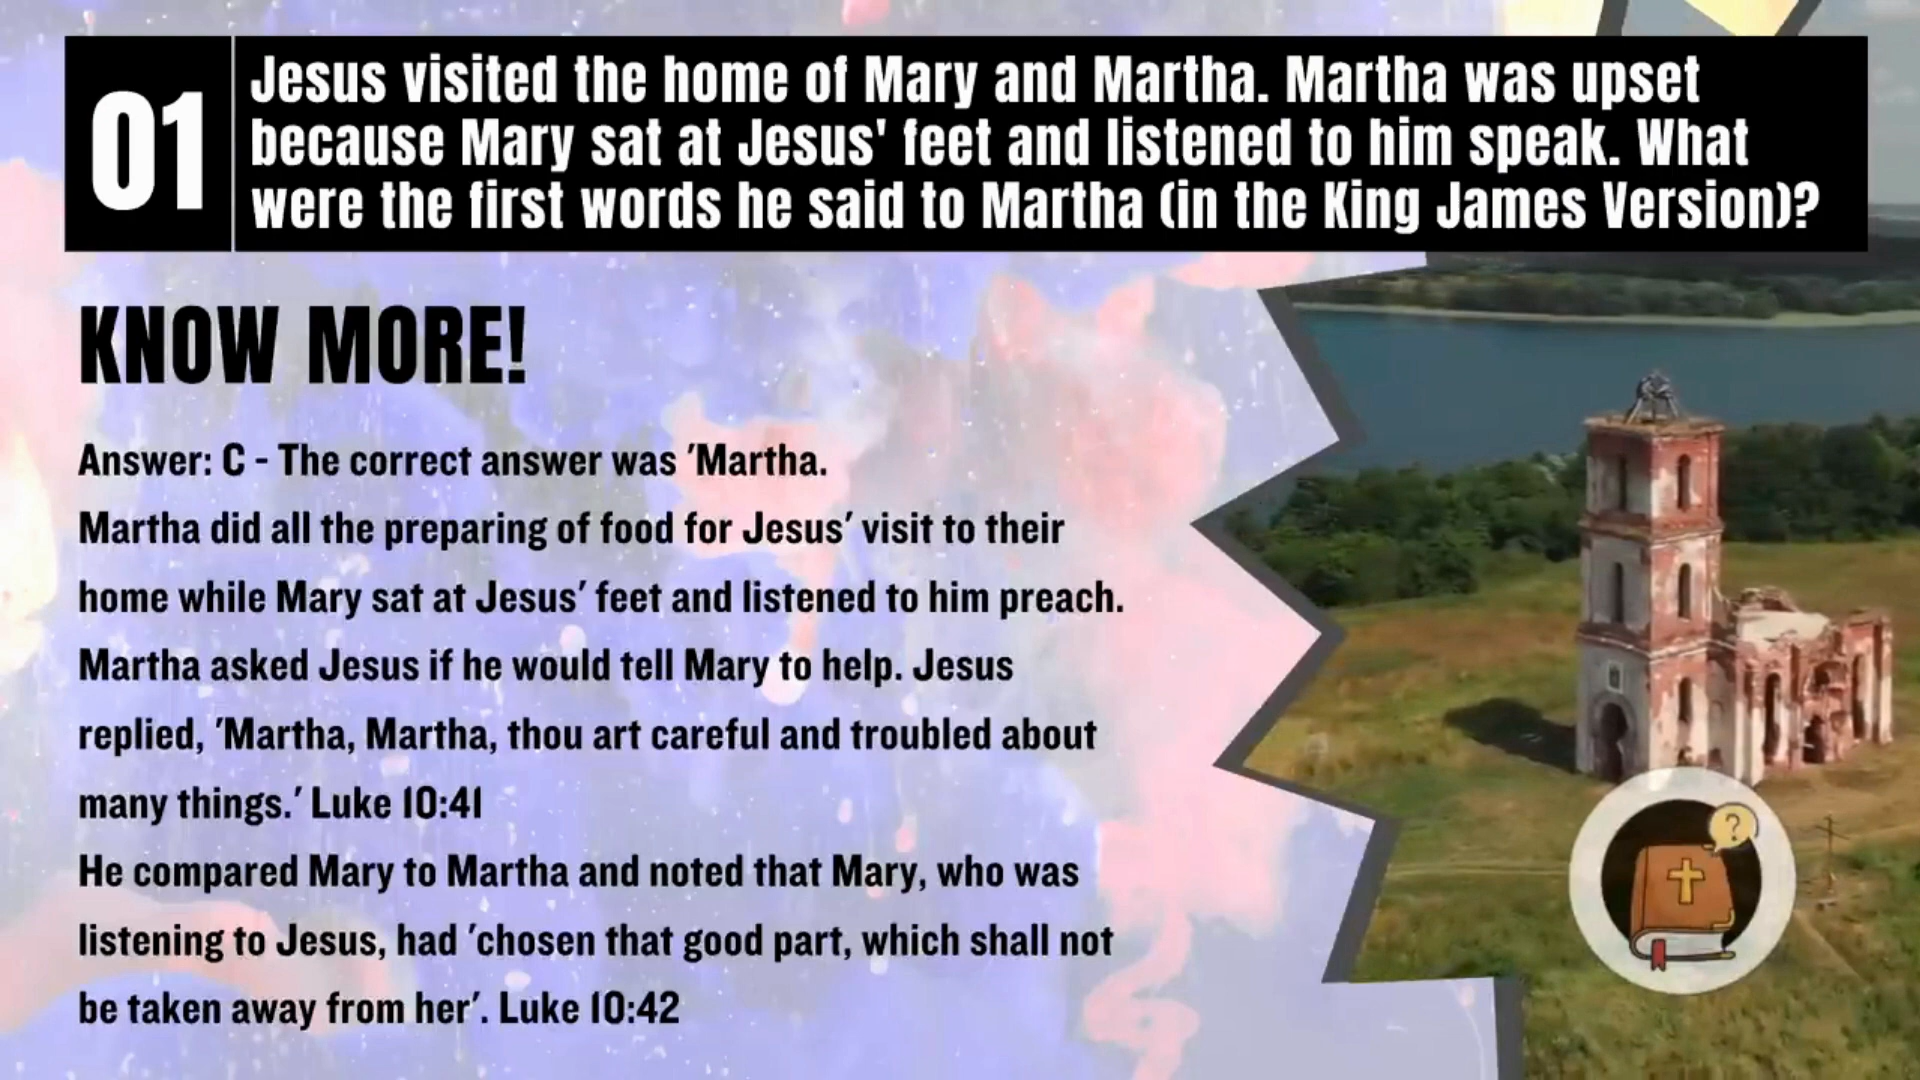 01
Jesus visited the home of Mary and Martha. Martha was upset
because Mary sat at Jesus' feet and listened to him speak. What
were the first words he said to Martha (in the King James Version)?
KNOW MORE!
Answer: C - The correct answer was 'Martha.
Martha did all the preparing of food for Jesus' visit to their
home while Mary sat at Jesus' feet and listened to him preach.
Martha asked Jesus if he would tell Mary to help. Jesus
replied, 'Martha, Martha, thou art careful and troubled about
many things.' Luke 10:41
He compared Mary to Martha and noted that Mary, who was
listening to Jesus, had 'chosen that good part, which shall not
be taken away from her'. Luke 10:42
?